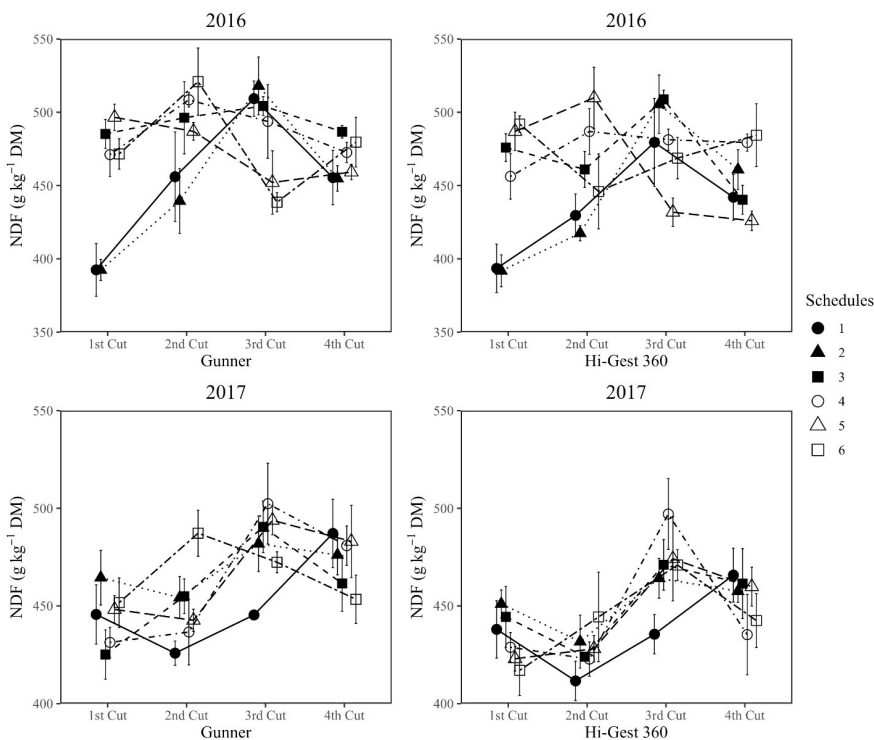 2016
550
500
450
400
350
NDF (g kg⁻¹ DM)
1st Cut 2nd Cut 3rd Cut 4th Cut
Gunner
2016
550
500
450
400
350
NDF (g kg⁻¹ DM)
1st Cut 2nd Cut 3rd Cut 4th Cut
Hi-Gest 360
Schedules
1
2
3
4
5
6
2017
550
500
450
400
NDF (g kg⁻¹ DM)
1st Cut 2nd Cut 3rd Cut 4th Cut
Gunner
2017
550
500
450
400
NDF (g kg⁻¹ DM)
1st Cut 2nd Cut 3rd Cut 4th Cut
Hi-Gest 360